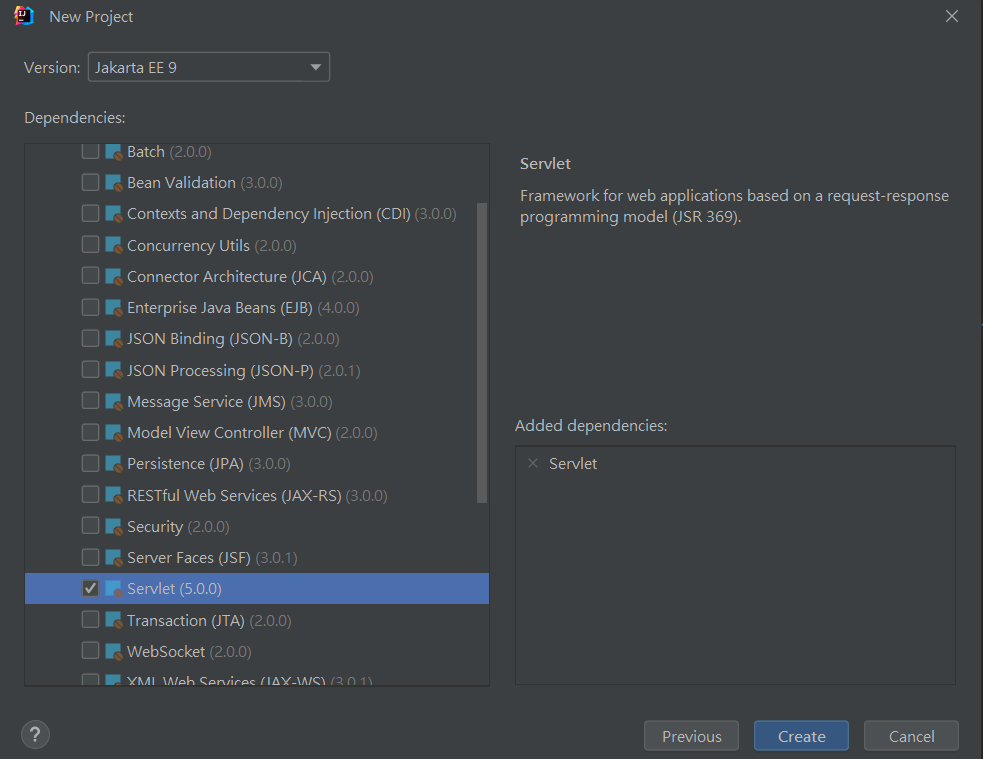 New Project
Version: Jakarta EE 9
Dependencies:
Batch (2.0.0)
Bean Validation (3.0.0)
Contexts and Dependency Injection (CDI) (3.0.0)
Concurrency Utils (2.0.0)
Connector Architecture (JCA) (2.0.0)
Enterprise Java Beans (EJB) (4.0.0)
JSON Binding (JSON-B) (2.0.0)
JSON Processing (JSON-P) (2.0.1)
Message Service (JMS) (3.0.0)
Model View Controller (MVC) (2.0.0)
Persistence (JPA) (3.0.0)
RESTful Web Services (JAX-RS) (3.0.0)
Security (2.0.0)
Server Faces (JSF) (3.0.1)
Servlet (5.0.0)
Transaction (JTA) (2.0.0)
WebSocket (2.0.0)
XML Web Services (JAX-WS) (3.0.1)
Servlet
Framework for web applications based on a request-response
programming model (JSR 369).
Added dependencies:
Servlet
?
Previous
Create
Cancel